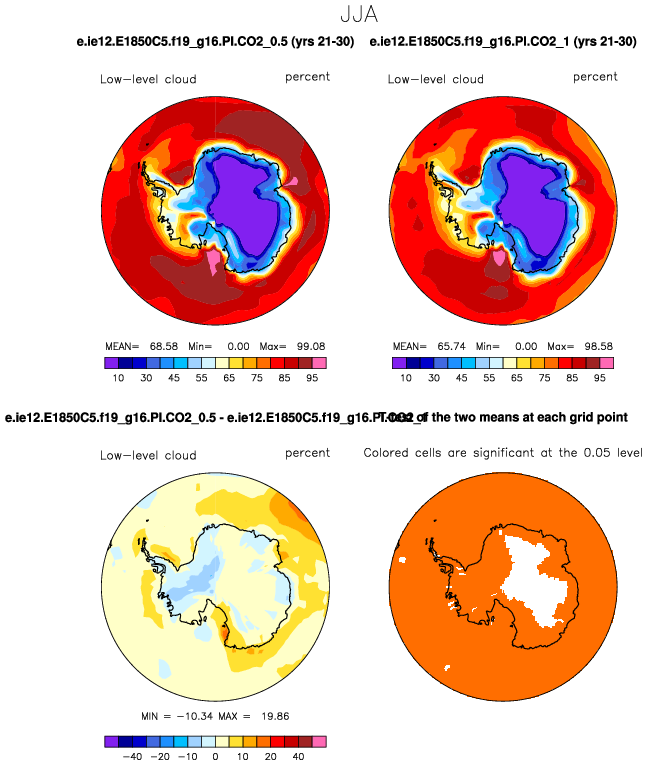 JJA
e.ie12.E1850C5.f19_g16.PI.CO2_0.5 (yrs 21-30)
e.ie12.E1850C5.f19_g16.PI.CO2_1 (yrs 21-30)
Low-level cloud percent
Low-level cloud percent
MEAN= 68.58 Min= 0.00 Max= 99.08
MEAN= 65.74 Min= 0.00 Max= 98.58
10 30 45 55 65 75 85 95
10 30 45 55 65 75 85 95
e.ie12.E1850C5.f19_g16.PI.CO2_0.5 - e.ie12.E1850C5.f19_g16.PI.CO2_1
T-test of the two means at each grid point
Low-level cloud percent
Colored cells are significant at the 0.05 level
MIN = -10.34 MAX = 19.86
-40 -20 -10 0 10 20 40